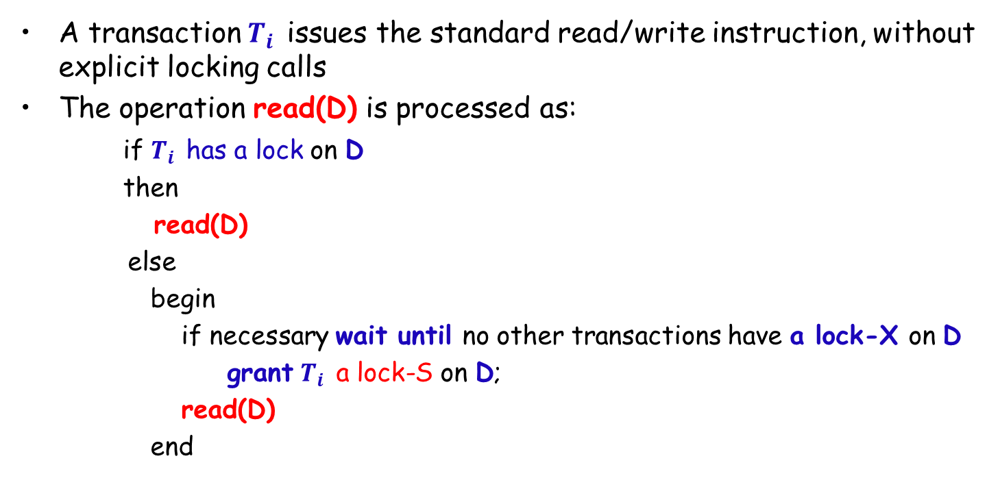 • A transaction T_i issues the standard read/write instruction, without
explicit locking calls
• The operation read(D) is processed as:
if T_i has a lock on D
then
read(D)
else
begin
if necessary wait until no other transactions have a lock-X on D
grant T_i a lock-S on D;
read(D)
end